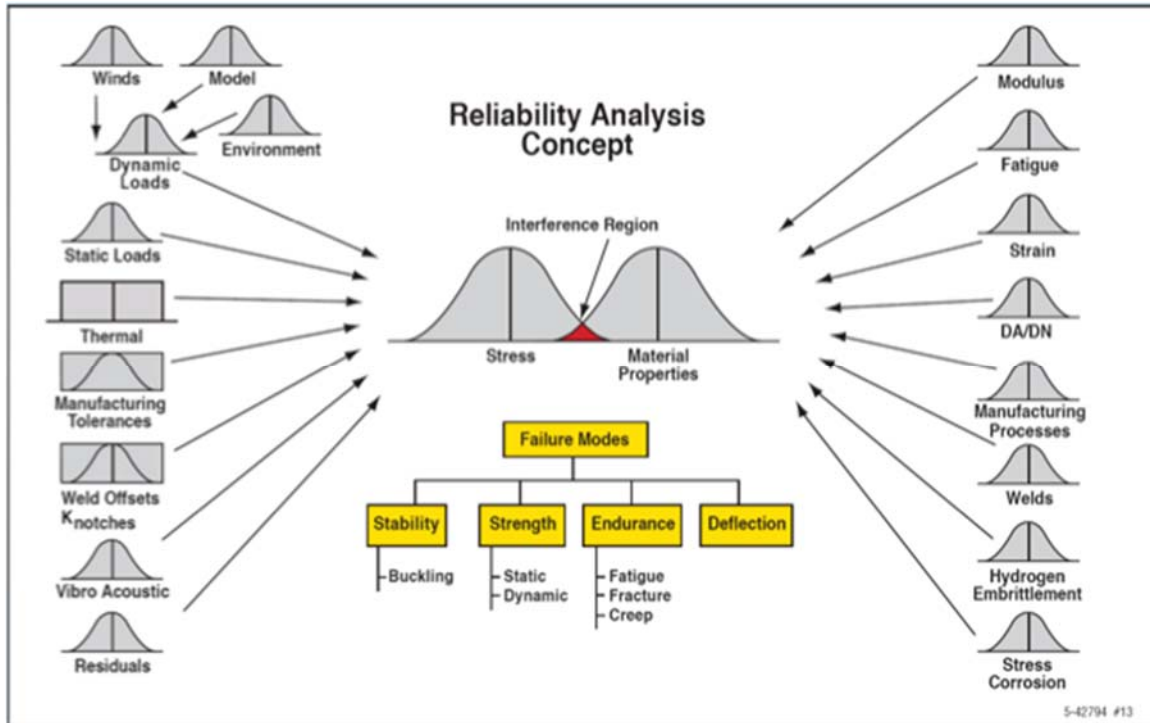 Winds
Model
Environment
Dynamic
Loads
Static Loads
Thermal
Manufacturing
Tolerances
Weld Offsets
Knotches
Vibro Acoustic
Residuals
Reliability Analysis
Concept
Interference Region
Stress
Material
Properties
Failure Modes
Stability
Strength
Endurance
Deflection
Buckling
Static
Dynamic
Fatigue
Fracture
Creep
Modulus
Fatigue
Strain
DA/DN
Manufacturing
Processes
Welds
Hydrogen
Embrittlement
Stress
Corrosion
5-42794 #13